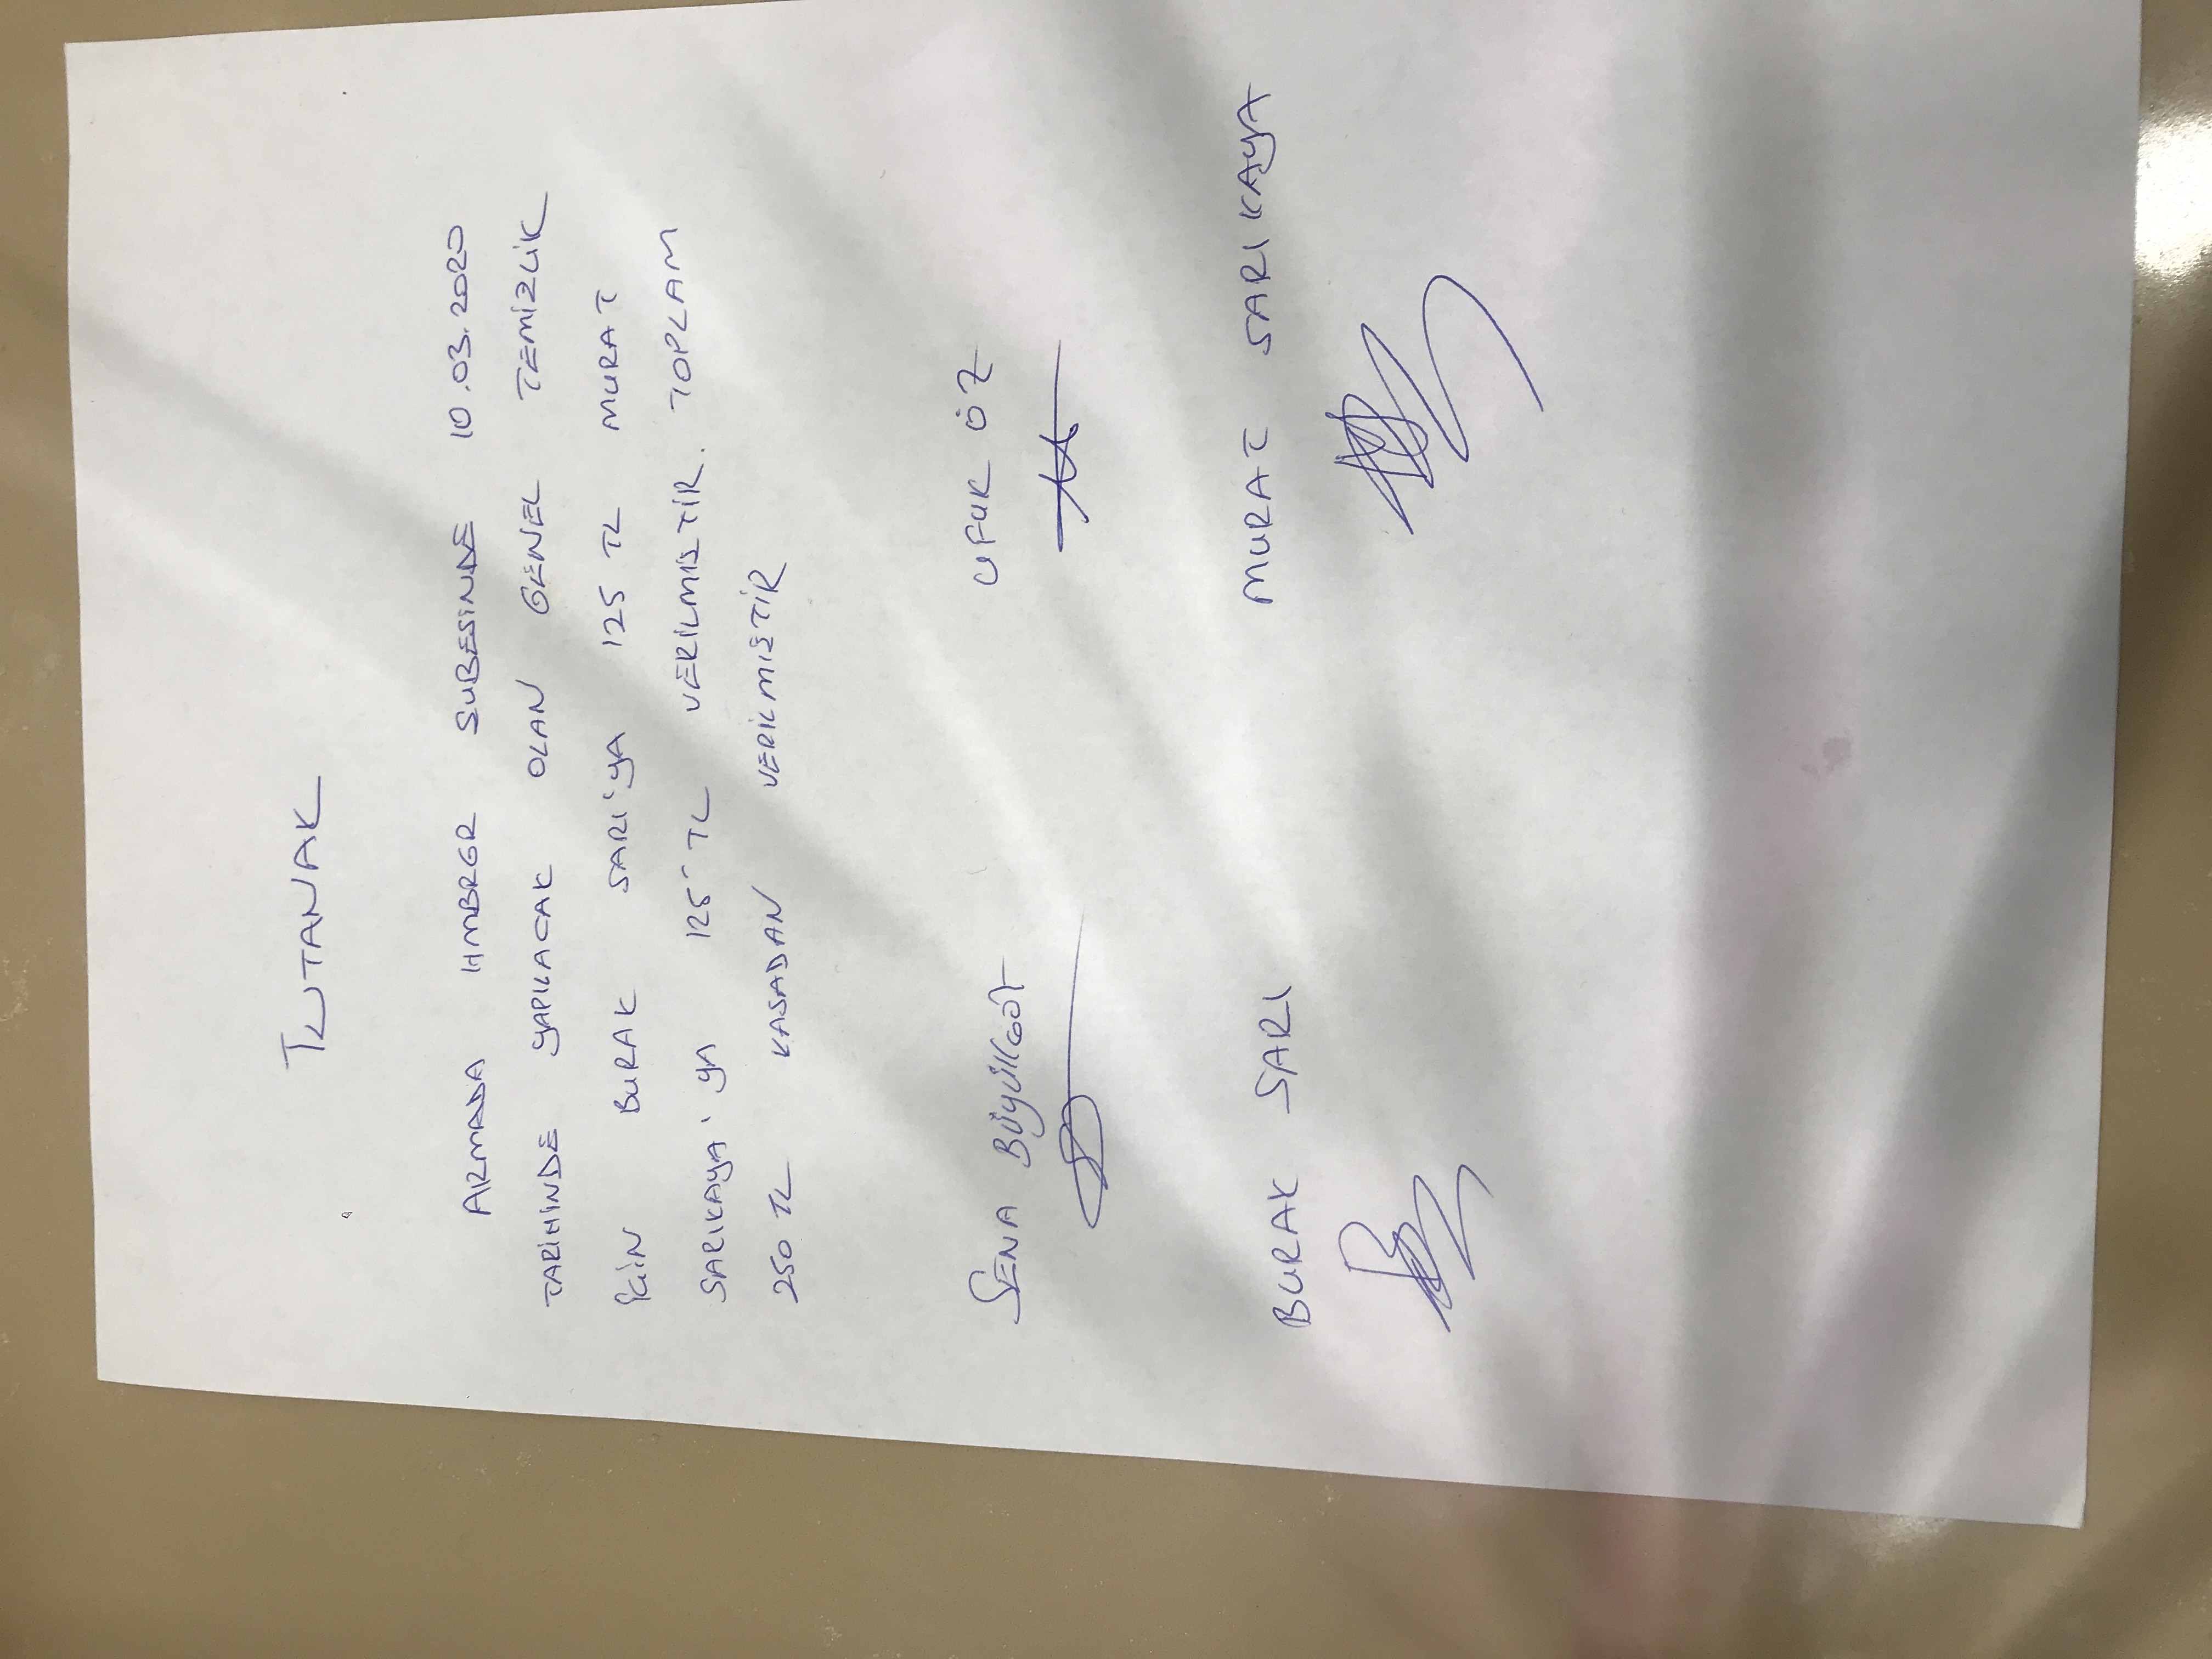 TUTANAK
ARMADA HMBRGR ŞUBESİNDE 10.03.2020
TARİHİNDE YAPILACAK OLAN GENEL TEMİZLİK
İÇİN BURAK SARI'YA 125 TL MURAT
SARIKAYA'YA 125 TL VERİLMİŞTİR. TOPLAM
250 TL KASADAN VERİLMİŞTİR
SENA UFUK ÖZ
BURAK SARI MURAT SARIKAYA